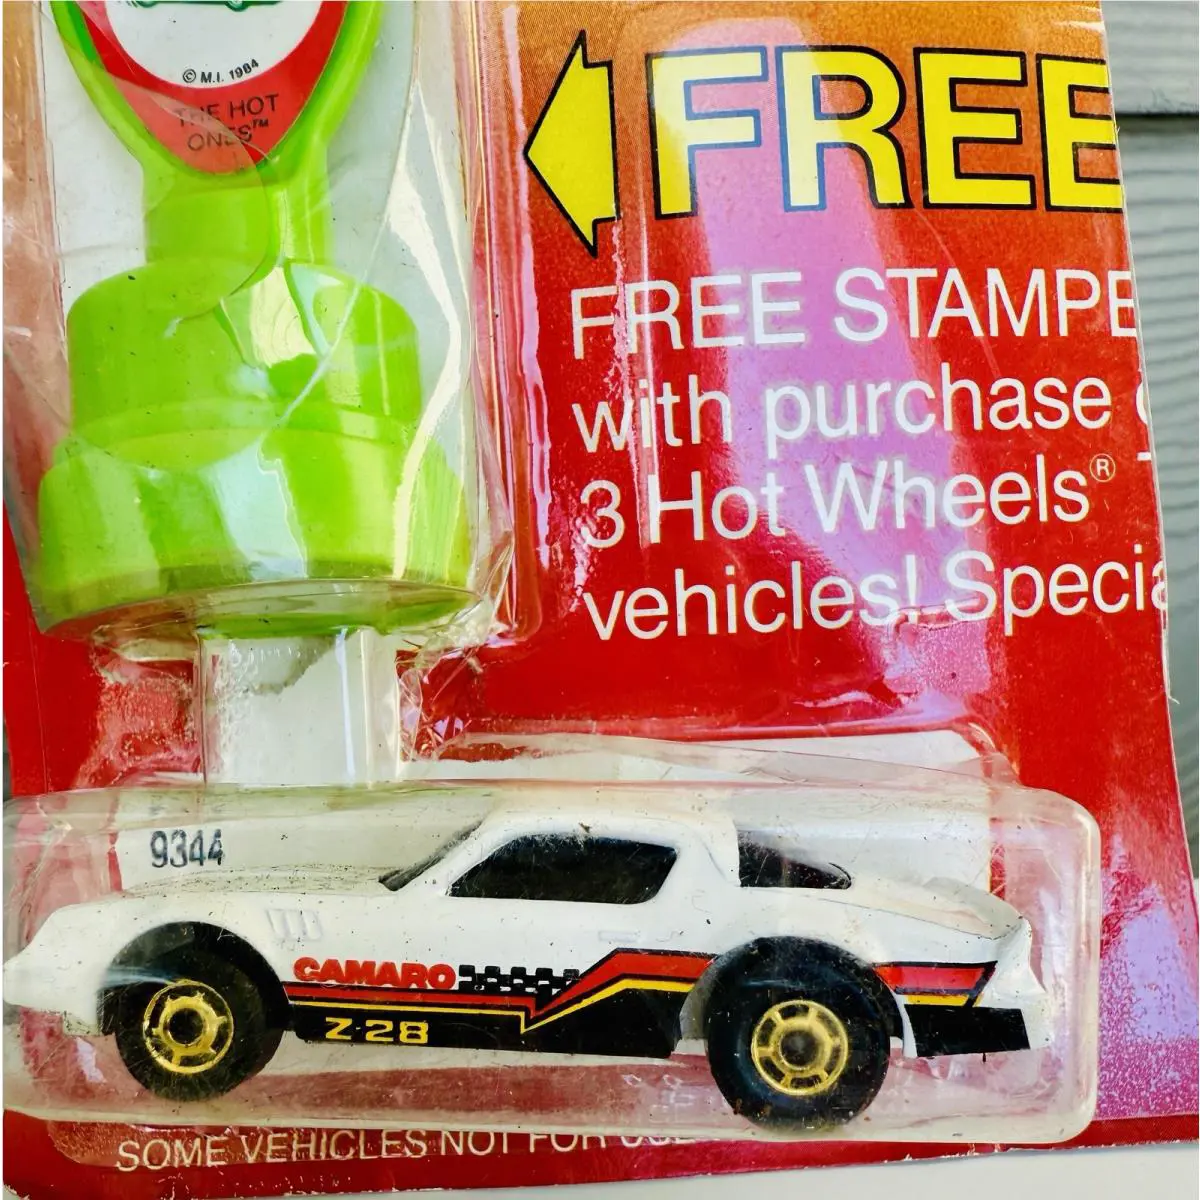 © M.I. 1984
THE HOT
ONES™
FREE
FREE STAMPE
with purchase
3 Hot Wheels®
vehicles! Specia
9344
CAMARO
Z-28
SOME VEHICLES NOT FOR USE